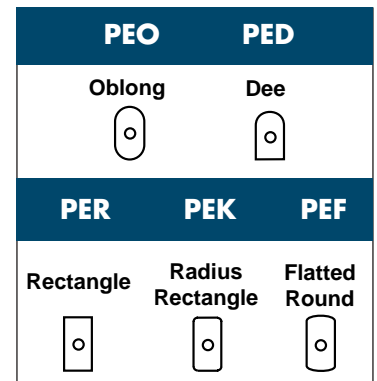 PEO PED
Oblong Dee
PER PEK PEF
Rectangle Radius Rectangle Flatted Round